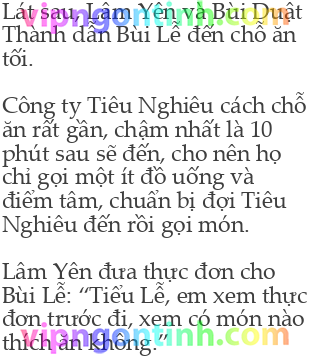 Lát sau, Lâm Yên và Bùi Duật
Thành dẫn Bùi Lễ đến chỗ ăn
tối.
Công ty Tiêu Nghiêu cách chỗ
ăn rất gần, chậm nhất là 10
phút sau sẽ đến, cho nên họ
chỉ gọi một ít đồ uống và
điểm tâm, chuẩn bị đợi Tiêu
Nghiêu đến rồi gọi món.
Lâm Yên đưa thực đơn cho
Bùi Lễ: “Tiểu Lễ, em xem thực
đơn trước đi, xem có món nào
thích ăn không.”
vipngontinh.com
vipngontinh.com
vipngontinh.com